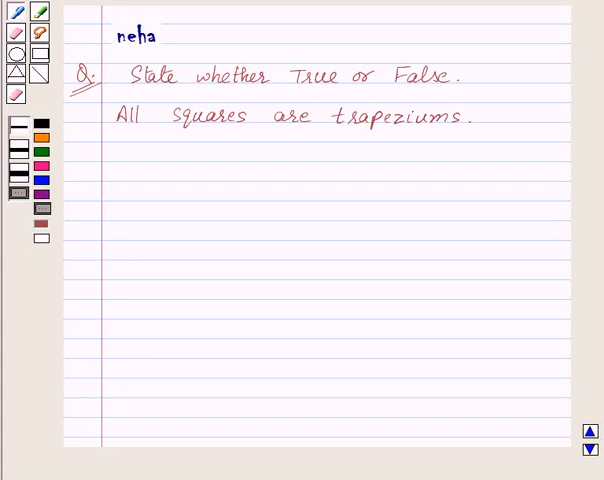 neha
Q. State whether True or False.
All squares are trapeziums.